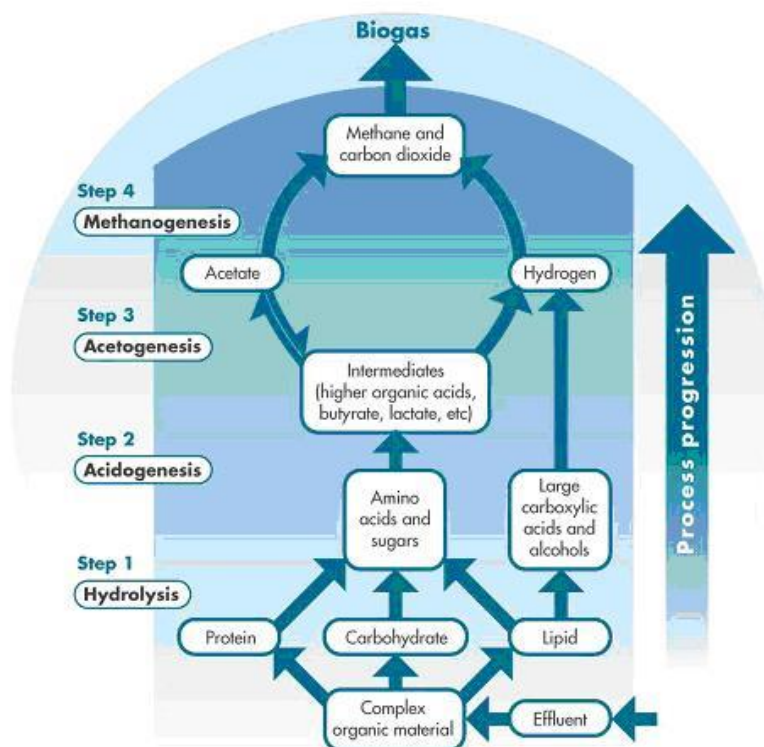 Biogas
Methane and
carbon dioxide
Step 4
Methanogenesis
Acetate
Hydrogen
Step 3
Acetogenesis
Intermediates
(higher organic acids,
butyrate, lactate, etc)
Step 2
Acidogenesis
Amino
acids and
sugars
Large
carboxylic
acids and
alcohols
Step 1
Hydrolysis
Protein
Carbohydrate
Lipid
Complex
organic material
Effluent
Process progression